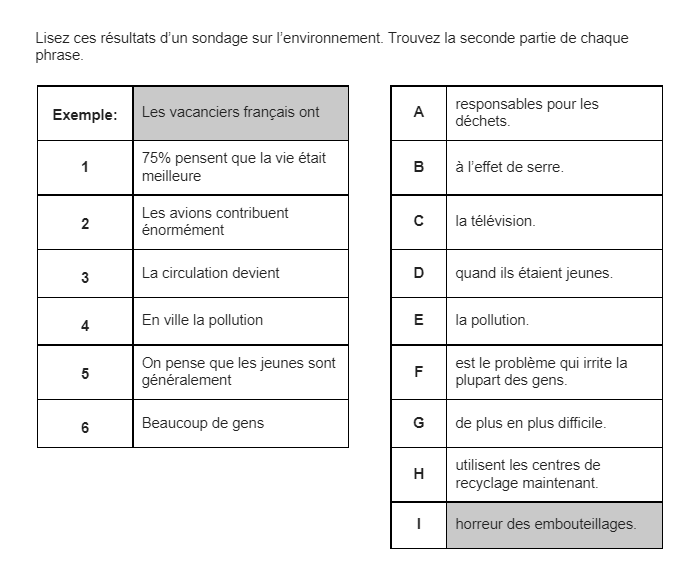 Lisez ces résultats d'un sondage sur l'environnement. Trouvez la seconde partie de chaque
phrase.
Exemple:
Les vacanciers français ont
1
75% pensent que la vie était
meilleure
2
Les avions contribuent
énormément
3
La circulation devient
4
En ville la pollution
5
On pense que les jeunes sont
généralement
6
Beaucoup de gens
A
responsables pour les
déchets.
B
à l'effet de serre.
C
la télévision.
D
quand ils étaient jeunes.
E
la pollution.
F
est le problème qui irrite la
plupart des gens.
G
de plus en plus difficile.
H
utilisent les centres de
recyclage maintenant.
I
horreur des embouteillages.